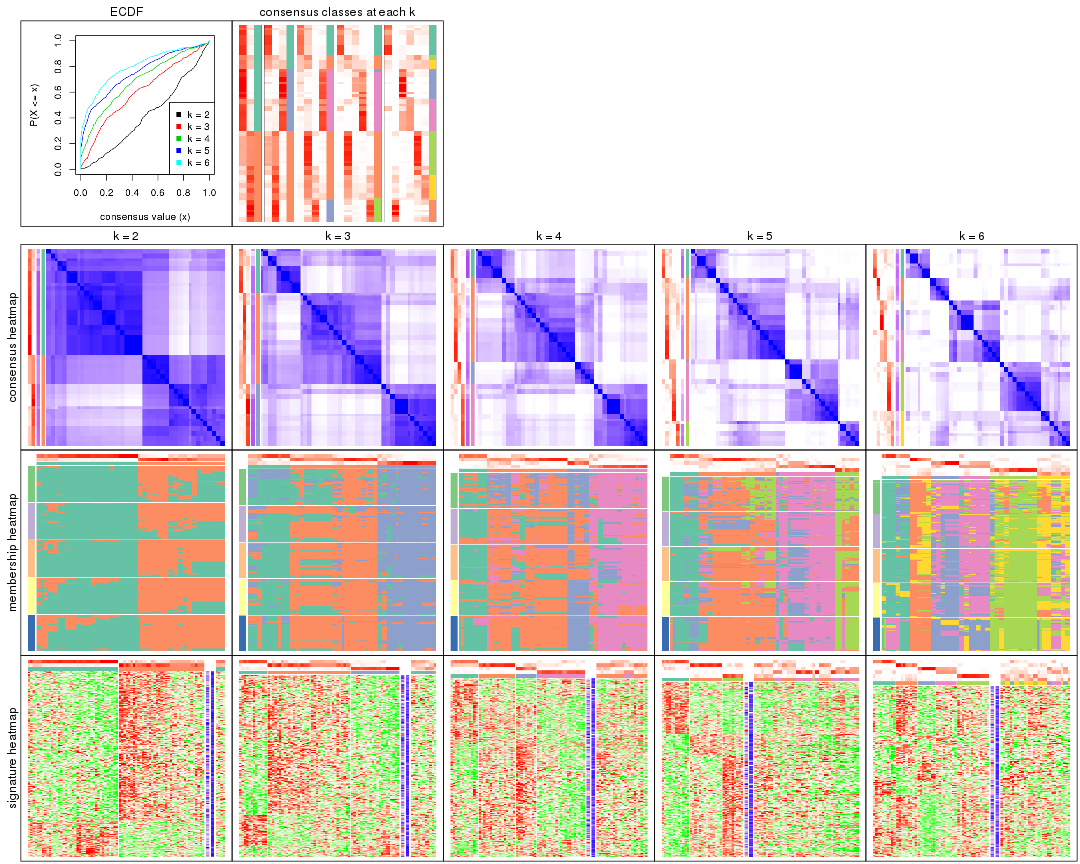 ECDF
consensus classes at each k
P(X <= x)
0.0 0.2 0.4 0.6 0.8 1.0
k = 2
k = 3
k = 4
k = 5
k = 6
0.0 0.2 0.4 0.6 0.8 1.0
consensus value (x)
k = 2 k = 3 k = 4 k = 5 k = 6
consensus heatmap
membership heatmap
signature heatmap